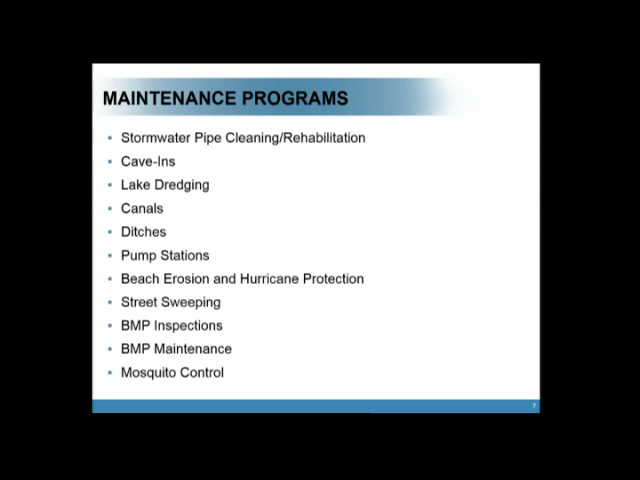 MAINTENANCE PROGRAMS
▪ Stormwater Pipe Cleaning/Rehabilitation
▪ Cave-Ins
▪ Lake Dredging
▪ Canals
▪ Ditches
▪ Pump Stations
▪ Beach Erosion and Hurricane Protection
▪ Street Sweeping
▪ BMP Inspections
▪ BMP Maintenance
▪ Mosquito Control
7